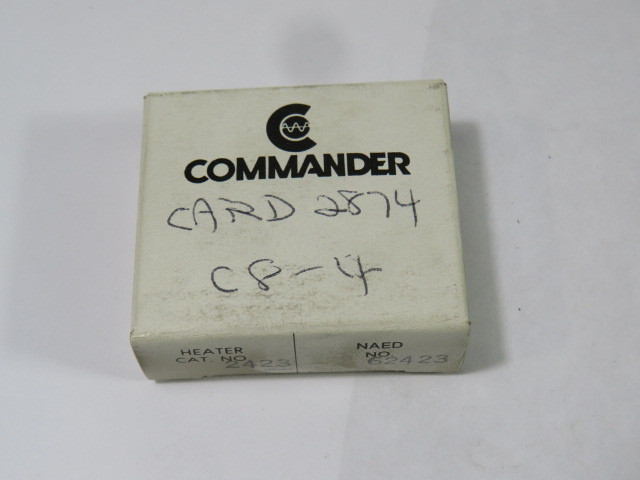 COMMANDER
CARD 2874
C8-4
HEATER
CAT. NO. 2423
NAED
NO. 62423